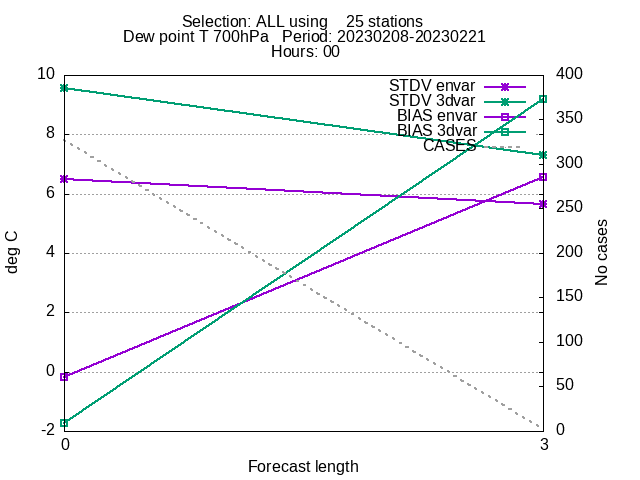 Selection: ALL using    25 stations
Dew point T 700hPa   Period: 20230208-20230221
Hours: 00
10
8
6
4
2
0
-2
400
350
300
250
200
150
100
50
0
STDV envar
STDV 3dvar
BIAS envar
BIAS 3dvar
CASES
deg C
No cases
0
3
Forecast length